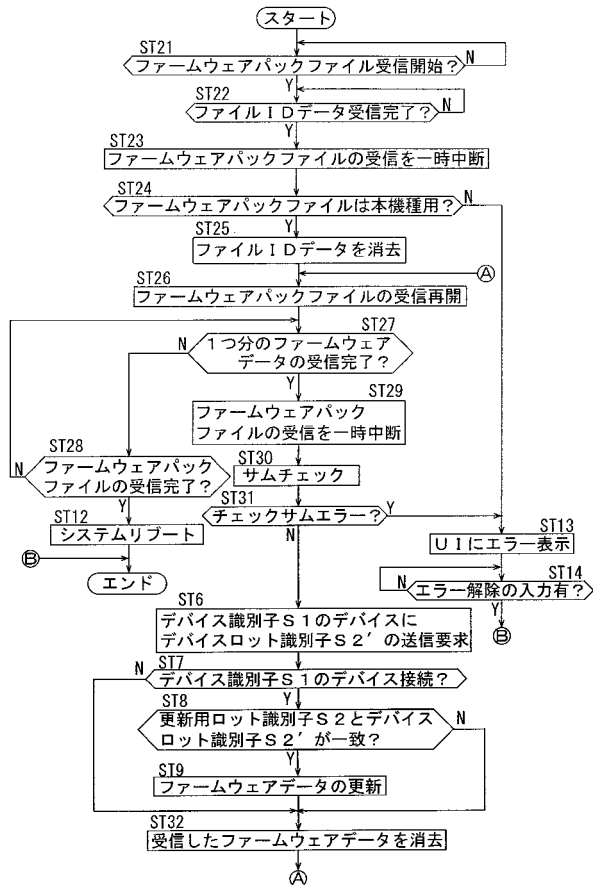 スタート
ST21
ファームウェアパックファイル受信開始?
N
Y
ST22
ファイルIDデータ受信完了?
N
Y
ST23
ファームウェアパックファイルの受信を一時中断
ST24
ファームウェアパックファイルは本機種用?
N
Y
ST25
ファイルIDデータを消去
A
ST26
ファームウェアパックファイルの受信再開
ST27
N
1つ分のファームウェア
データの受信完了?
Y
ST29
ファームウェアパック
ファイルの受信を一時中断
ST28
N
ファームウェアパック
ファイルの受信完了?
Y
ST30
サムチェック
ST31
チェックサムエラー?
Y
N
ST12
システムリブート
B
エンド
ST13
UIにエラー表示
ST14
N
エラー解除の入力有?
Y
B
ST6
デバイス識別子S1のデバイスに
デバイスロット識別子S2'の送信要求
ST7
N
デバイス識別子S1のデバイス接続?
Y
ST8
更新用ロット識別子S2とデバイス
ロット識別子S2'が一致?
N
Y
ST9
ファームウェアデータの更新
ST32
受信したファームウェアデータを消去
A